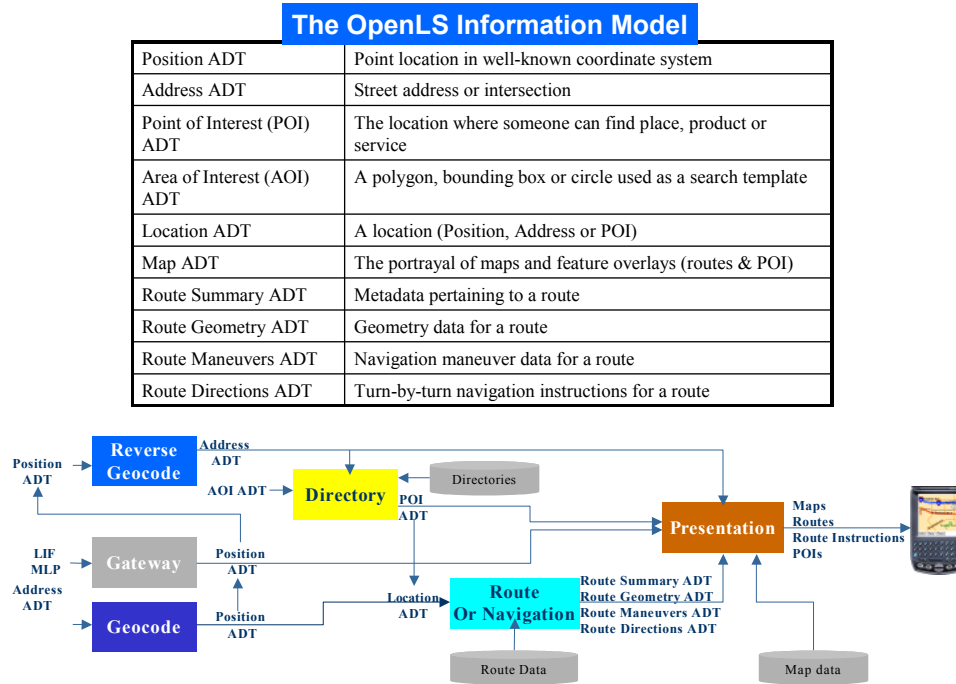 The OpenLS Information Model
Position ADT Point location in well-known coordinate system
Address ADT Street address or intersection
Point of Interest (POI) The location where someone can find place, product or
ADT service
Area of Interest (AOI) A polygon, bounding box or circle used as a search template
ADT
Location ADT A location (Position, Address or POI)
Map ADT The portrayal of maps and feature overlays (routes & POI)
Route Summary ADT Metadata pertaining to a route
Route Geometry ADT Geometry data for a route
Route Maneuvers ADT Navigation maneuver data for a route
Route Directions ADT Turn-by-turn navigation instructions for a route
Position
ADT
Reverse
Geocode
Address
ADT
AOI ADT
Directory
Directories
POI
ADT
Presentation
Maps
Routes
Route Instructions
POIs
LIF
MLP
Gateway
Position
ADT
Address
ADT
Geocode
Position
ADT
Location
ADT
Route
Or Navigation
Route Summary ADT
Route Geometry ADT
Route Maneuvers ADT
Route Directions ADT
Route Data
Map data